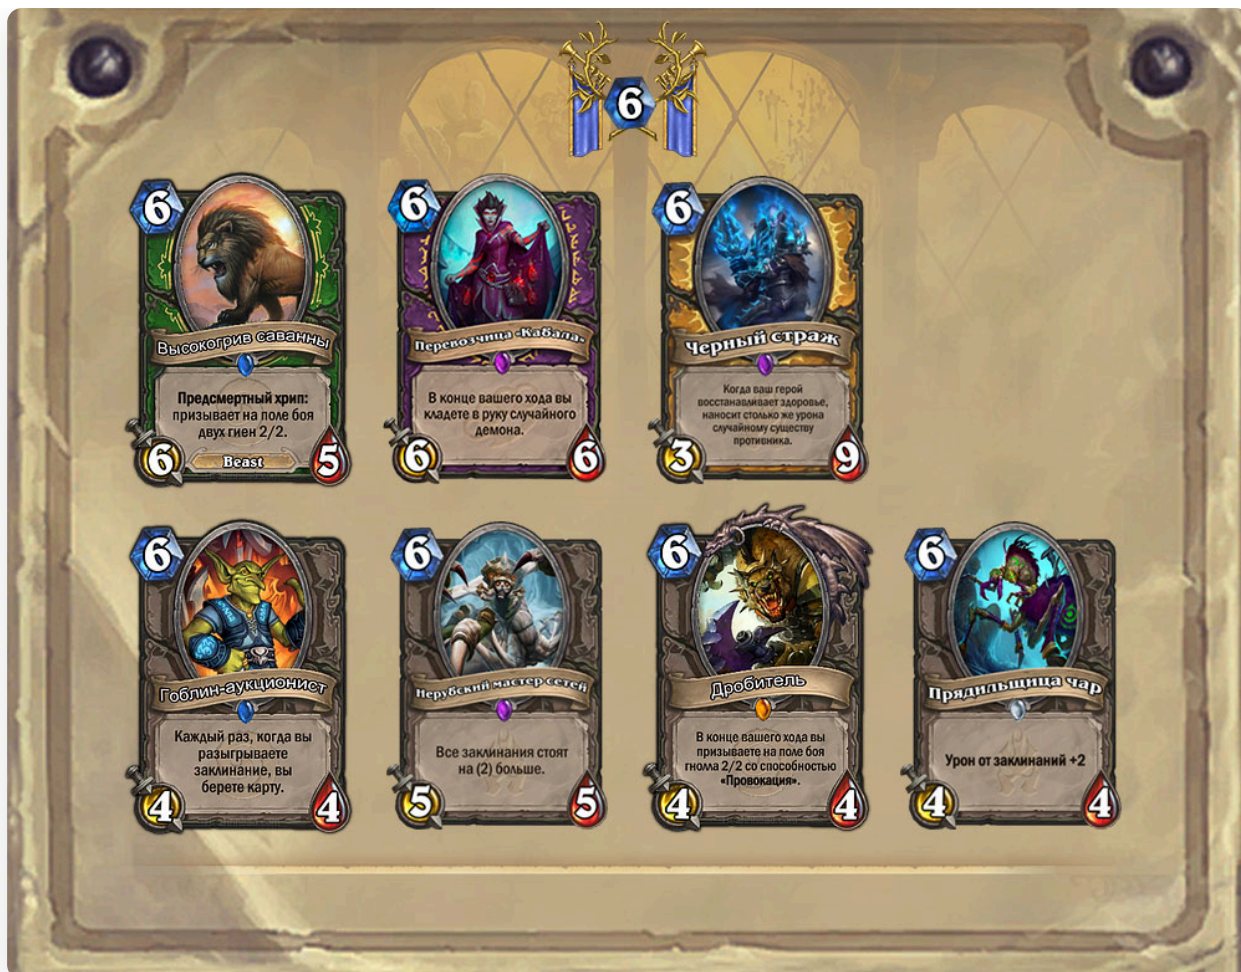 6
6
Высокогрив саванны
Предсмертный хрип:
призывает на поле боя
двух гиен 2/2.
6
Beast
5
6
Перевозчица «Кабала»
В конце вашего хода вы
кладете в руку случайного
демона.
6
6
6
Черный страж
Когда ваш герой
восстанавливает здоровье,
наносит столько же урона
случайному существу
противника.
3
9
6
Гоблин-аукционист
Каждый раз, когда вы
разыгрываете
заклинание, вы
берете карту.
4
4
6
Нерубский мастер сетей
Все заклинания стоят
на (2) больше.
5
5
6
Дробитель
В конце вашего хода вы
призываете на поле боя
гнолла 2/2 со способностью
«Провокация».
4
4
6
Прядильщица чар
Урон от заклинаний +2
4
4